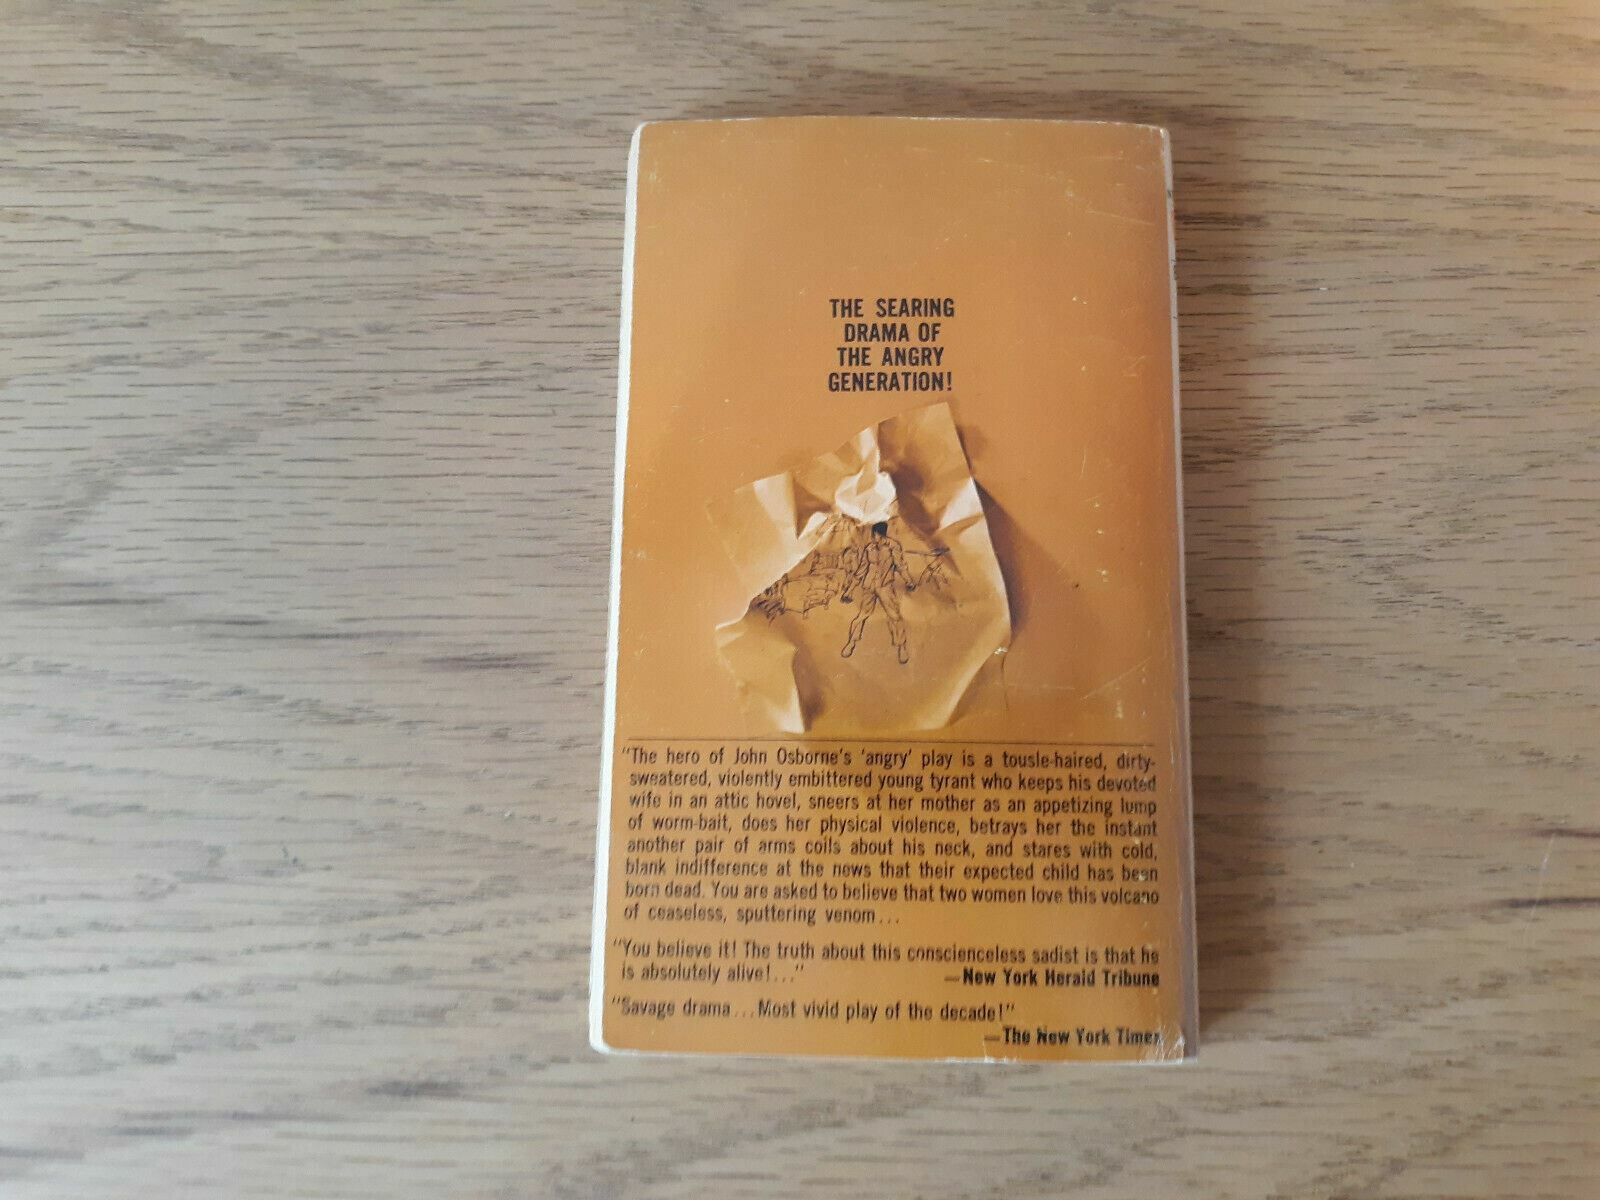 THE SEARING
DRAMA OF
THE ANGRY
GENERATION!
"The hero of John Osborne's 'angry' play is a tousle-haired, dirty-
sweatered, violently embittered young tyrant who keeps his devoted
wife in an attic hovel, sneers at her mother as an appetizing lump
of worm-bait, does her physical violence, betrays her the instant
another pair of arms coils about his neck, and stares with cold,
blank indifference at the news that their expected child has been
born dead. You are asked to believe that two women love this volcano
of ceaseless, sputtering venom...
"You believe it! The truth about this conscienceless sadist is that he
is absolutely alive!..." —New York Herald Tribune
"Savage drama...Most vivid play of the decade!"
—The New York Times